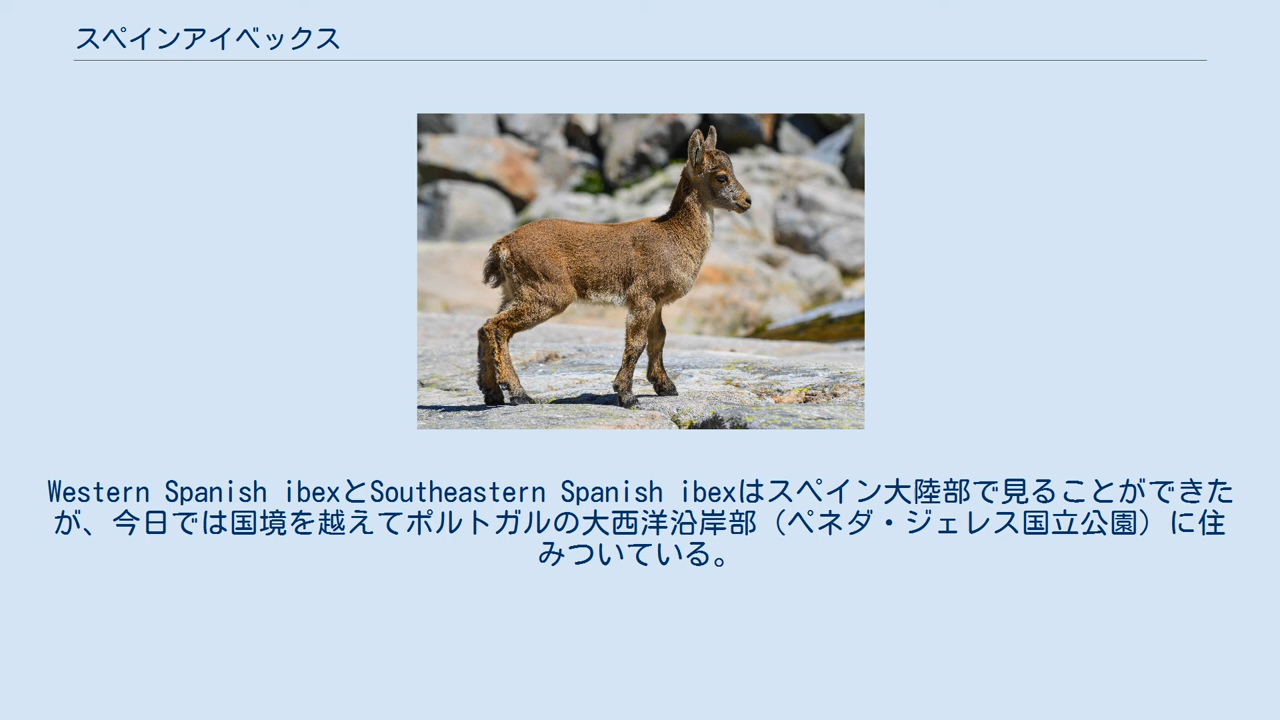 スペインアイベックス
Western Spanish ibexとSoutheastern Spanish ibexはスペイン大陸部で見ることができた
が、今日では国境を越えてポルトガルの大西洋沿岸部（ペネダ・ジェレス国立公園）に住
みついている。